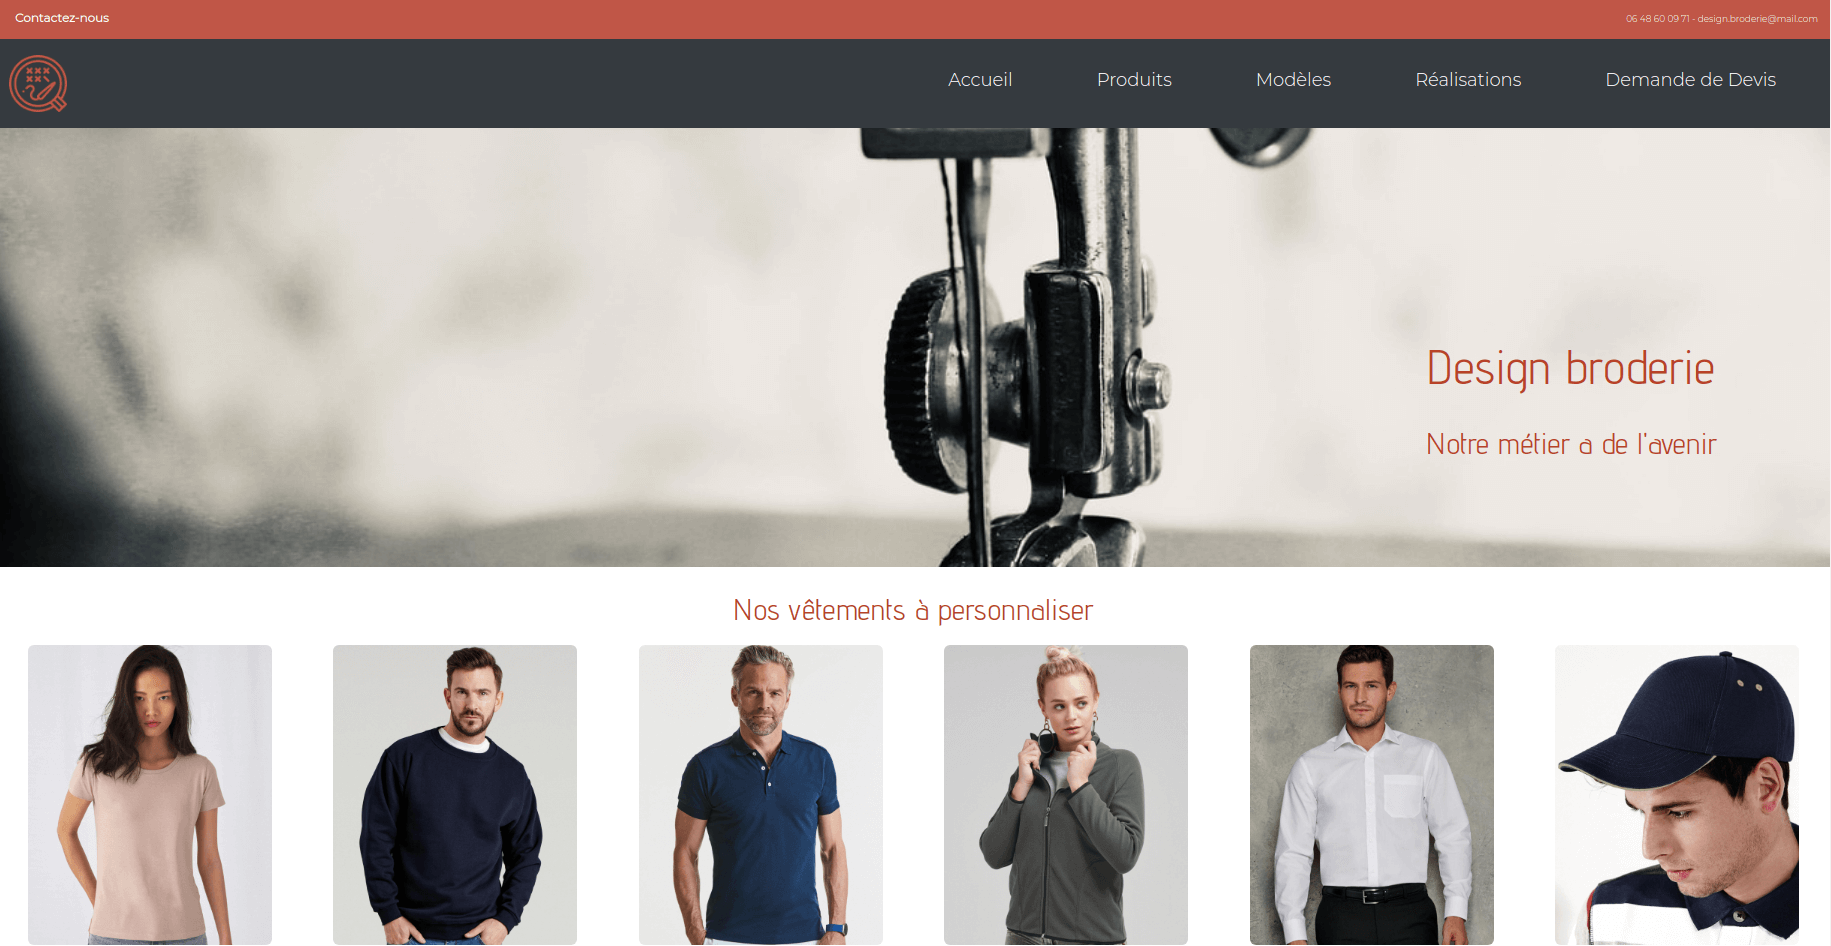 Contactez-nous
06 48 60 09 71 - design.broderie@mail.com
Accueil
Produits
Modèles
Réalisations
Demande de Devis
Design broderie
Notre métier a de l'avenir
Nos vêtements à personnaliser